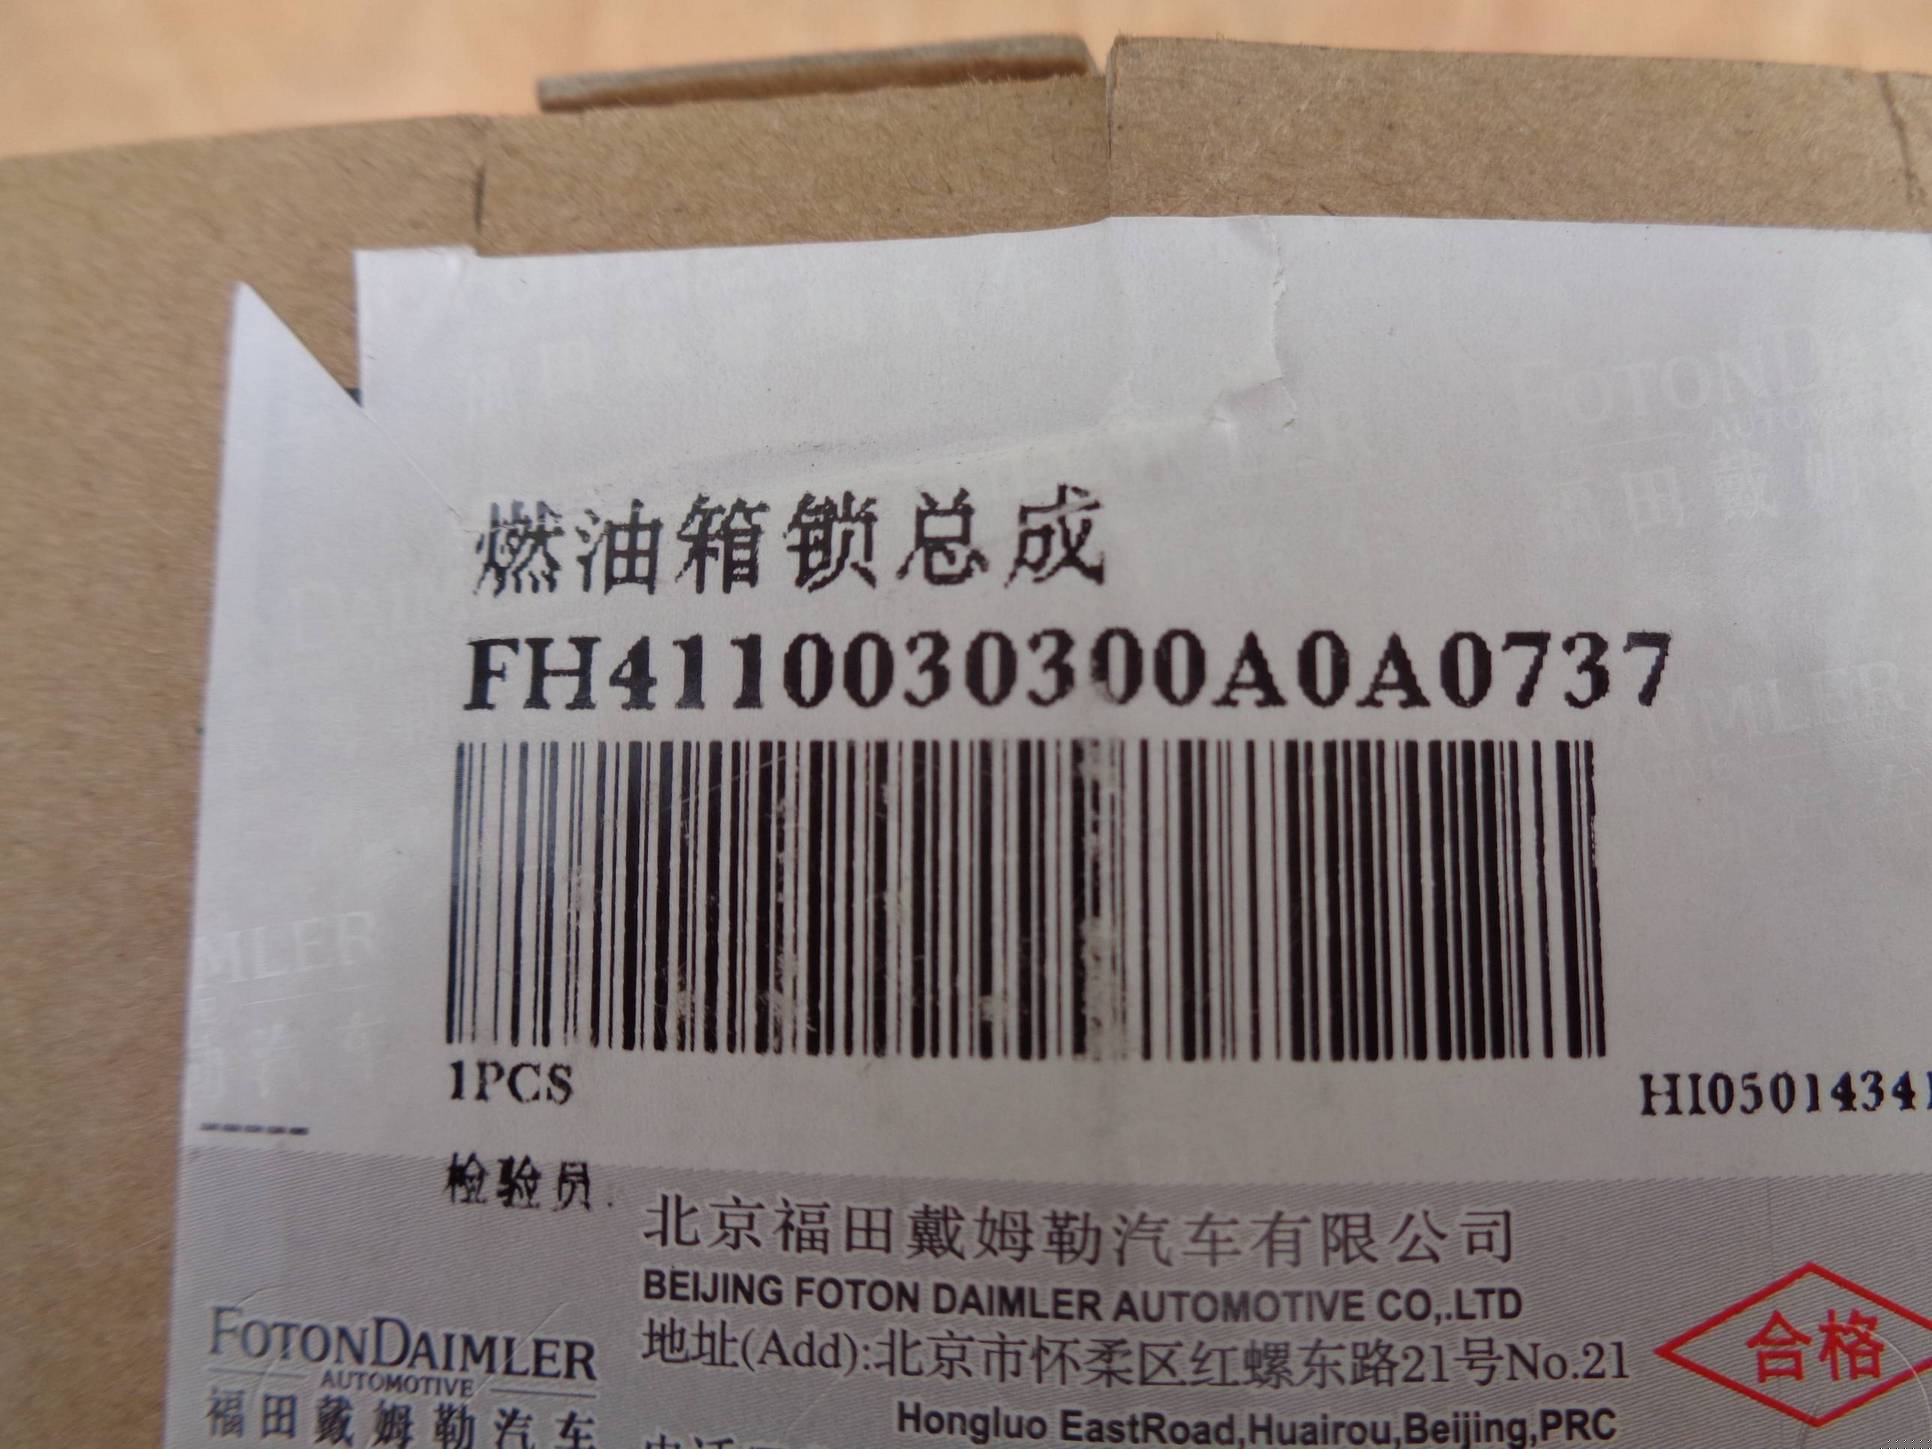 燃油箱锁总成
FH4110030300A0A0737
1PCS
HI05014341
检验员.
北京福田戴姆勒汽车有限公司
BEIJING FOTON DAIMLER AUTOMOTIVE CO,.LTD
地址(Add):北京市怀柔区红螺东路21号No.21
Hongluo EastRoad,Huairou,Beijing,PRC
合格
FOTONDAIMLER
AUTOMOTIVE
福田戴姆勒汽车